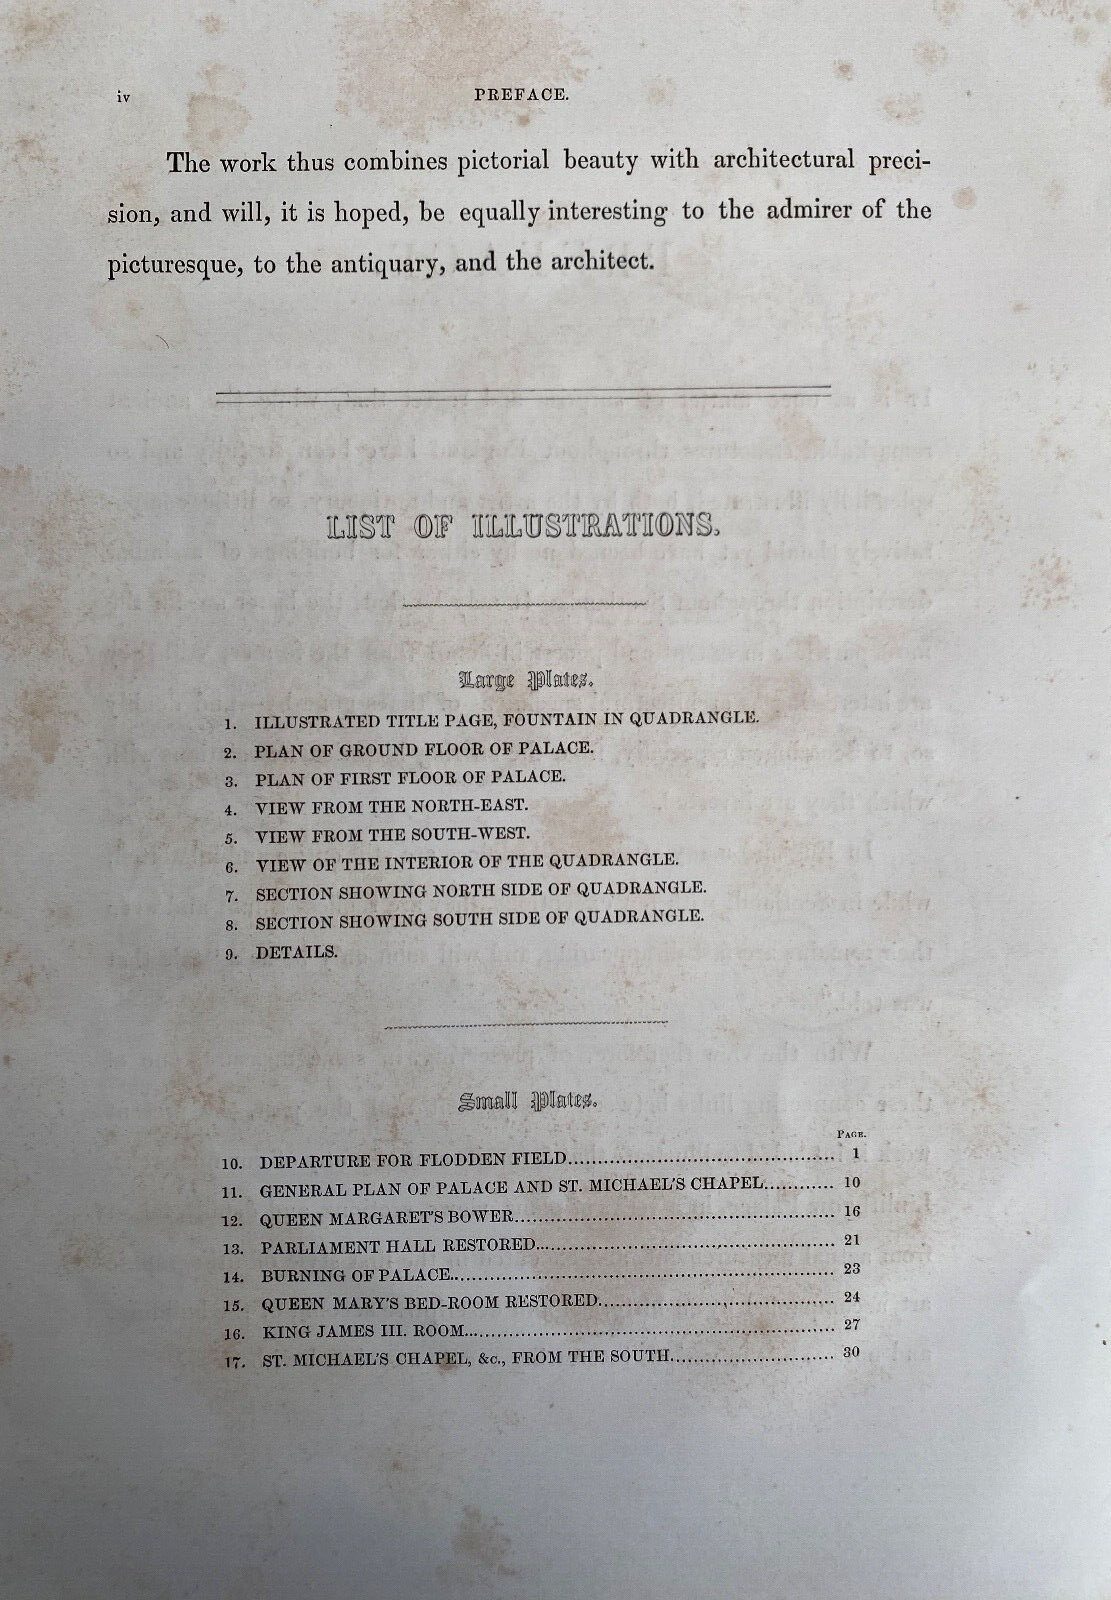 iv
PREFACE.
The work thus combines pictorial beauty with architectural preci-
sion, and will, it is hoped, be equally interesting to the admirer of the
picturesque, to the antiquary, and the architect.
LIST OF ILLUSTRATIONS.
Large Plates.
1. ILLUSTRATED TITLE PAGE, FOUNTAIN IN QUADRANGLE.
2. PLAN OF GROUND FLOOR OF PALACE.
3. PLAN OF FIRST FLOOR OF PALACE.
4. VIEW FROM THE NORTH-EAST.
5. VIEW FROM THE SOUTH-WEST.
6. VIEW OF THE INTERIOR OF THE QUADRANGLE.
7. SECTION SHOWING NORTH SIDE OF QUADRANGLE.
8. SECTION SHOWING SOUTH SIDE OF QUADRANGLE.
9. DETAILS.
Small Plates.
PAGE.
10. DEPARTURE FOR FLODDEN FIELD 1
11. GENERAL PLAN OF PALACE AND ST. MICHAEL'S CHAPEL 10
12. QUEEN MARGARET'S BOWER 16
13. PARLIAMENT HALL RESTORED 21
14. BURNING OF PALACE 23
15. QUEEN MARY'S BED-ROOM RESTORED 24
16. KING JAMES III. ROOM 27
17. ST. MICHAEL'S CHAPEL, &c., FROM THE SOUTH 30